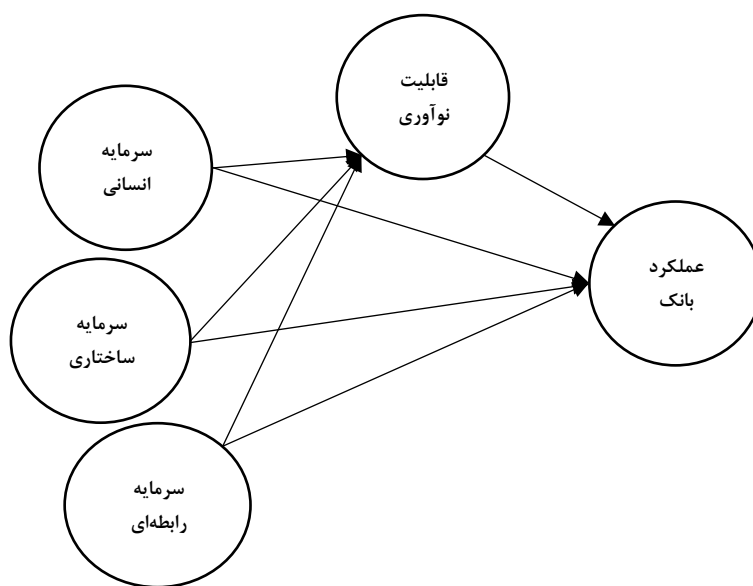 قابلیت
نوآوری
سرمایه
انسانی
عملکرد
بانک
سرمایه
ساختاری
سرمایه
رابطه‌ای